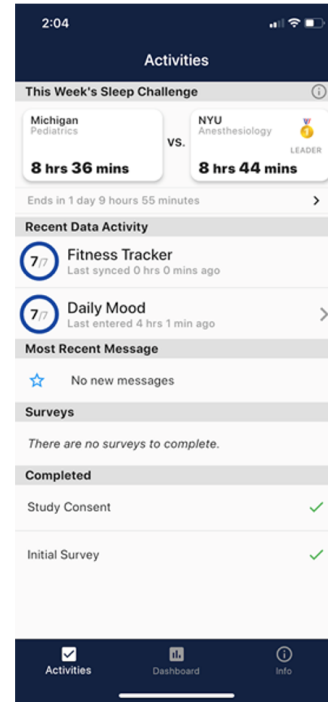 2:04
Activities
This Week's Sleep Challenge
Michigan
Pediatrics
8 hrs 36 mins
vs.
NYU
Anesthesiology
LEADER
8 hrs 44 mins
Ends in 1 day 9 hours 55 minutes
Recent Data Activity
7/7
Fitness Tracker
Last synced 0 hrs 0 mins ago
7/7
Daily Mood
Last entered 4 hrs 1 min ago
Most Recent Message
No new messages
Surveys
There are no surveys to complete.
Completed
Study Consent
Initial Survey
Activities
Dashboard
Info